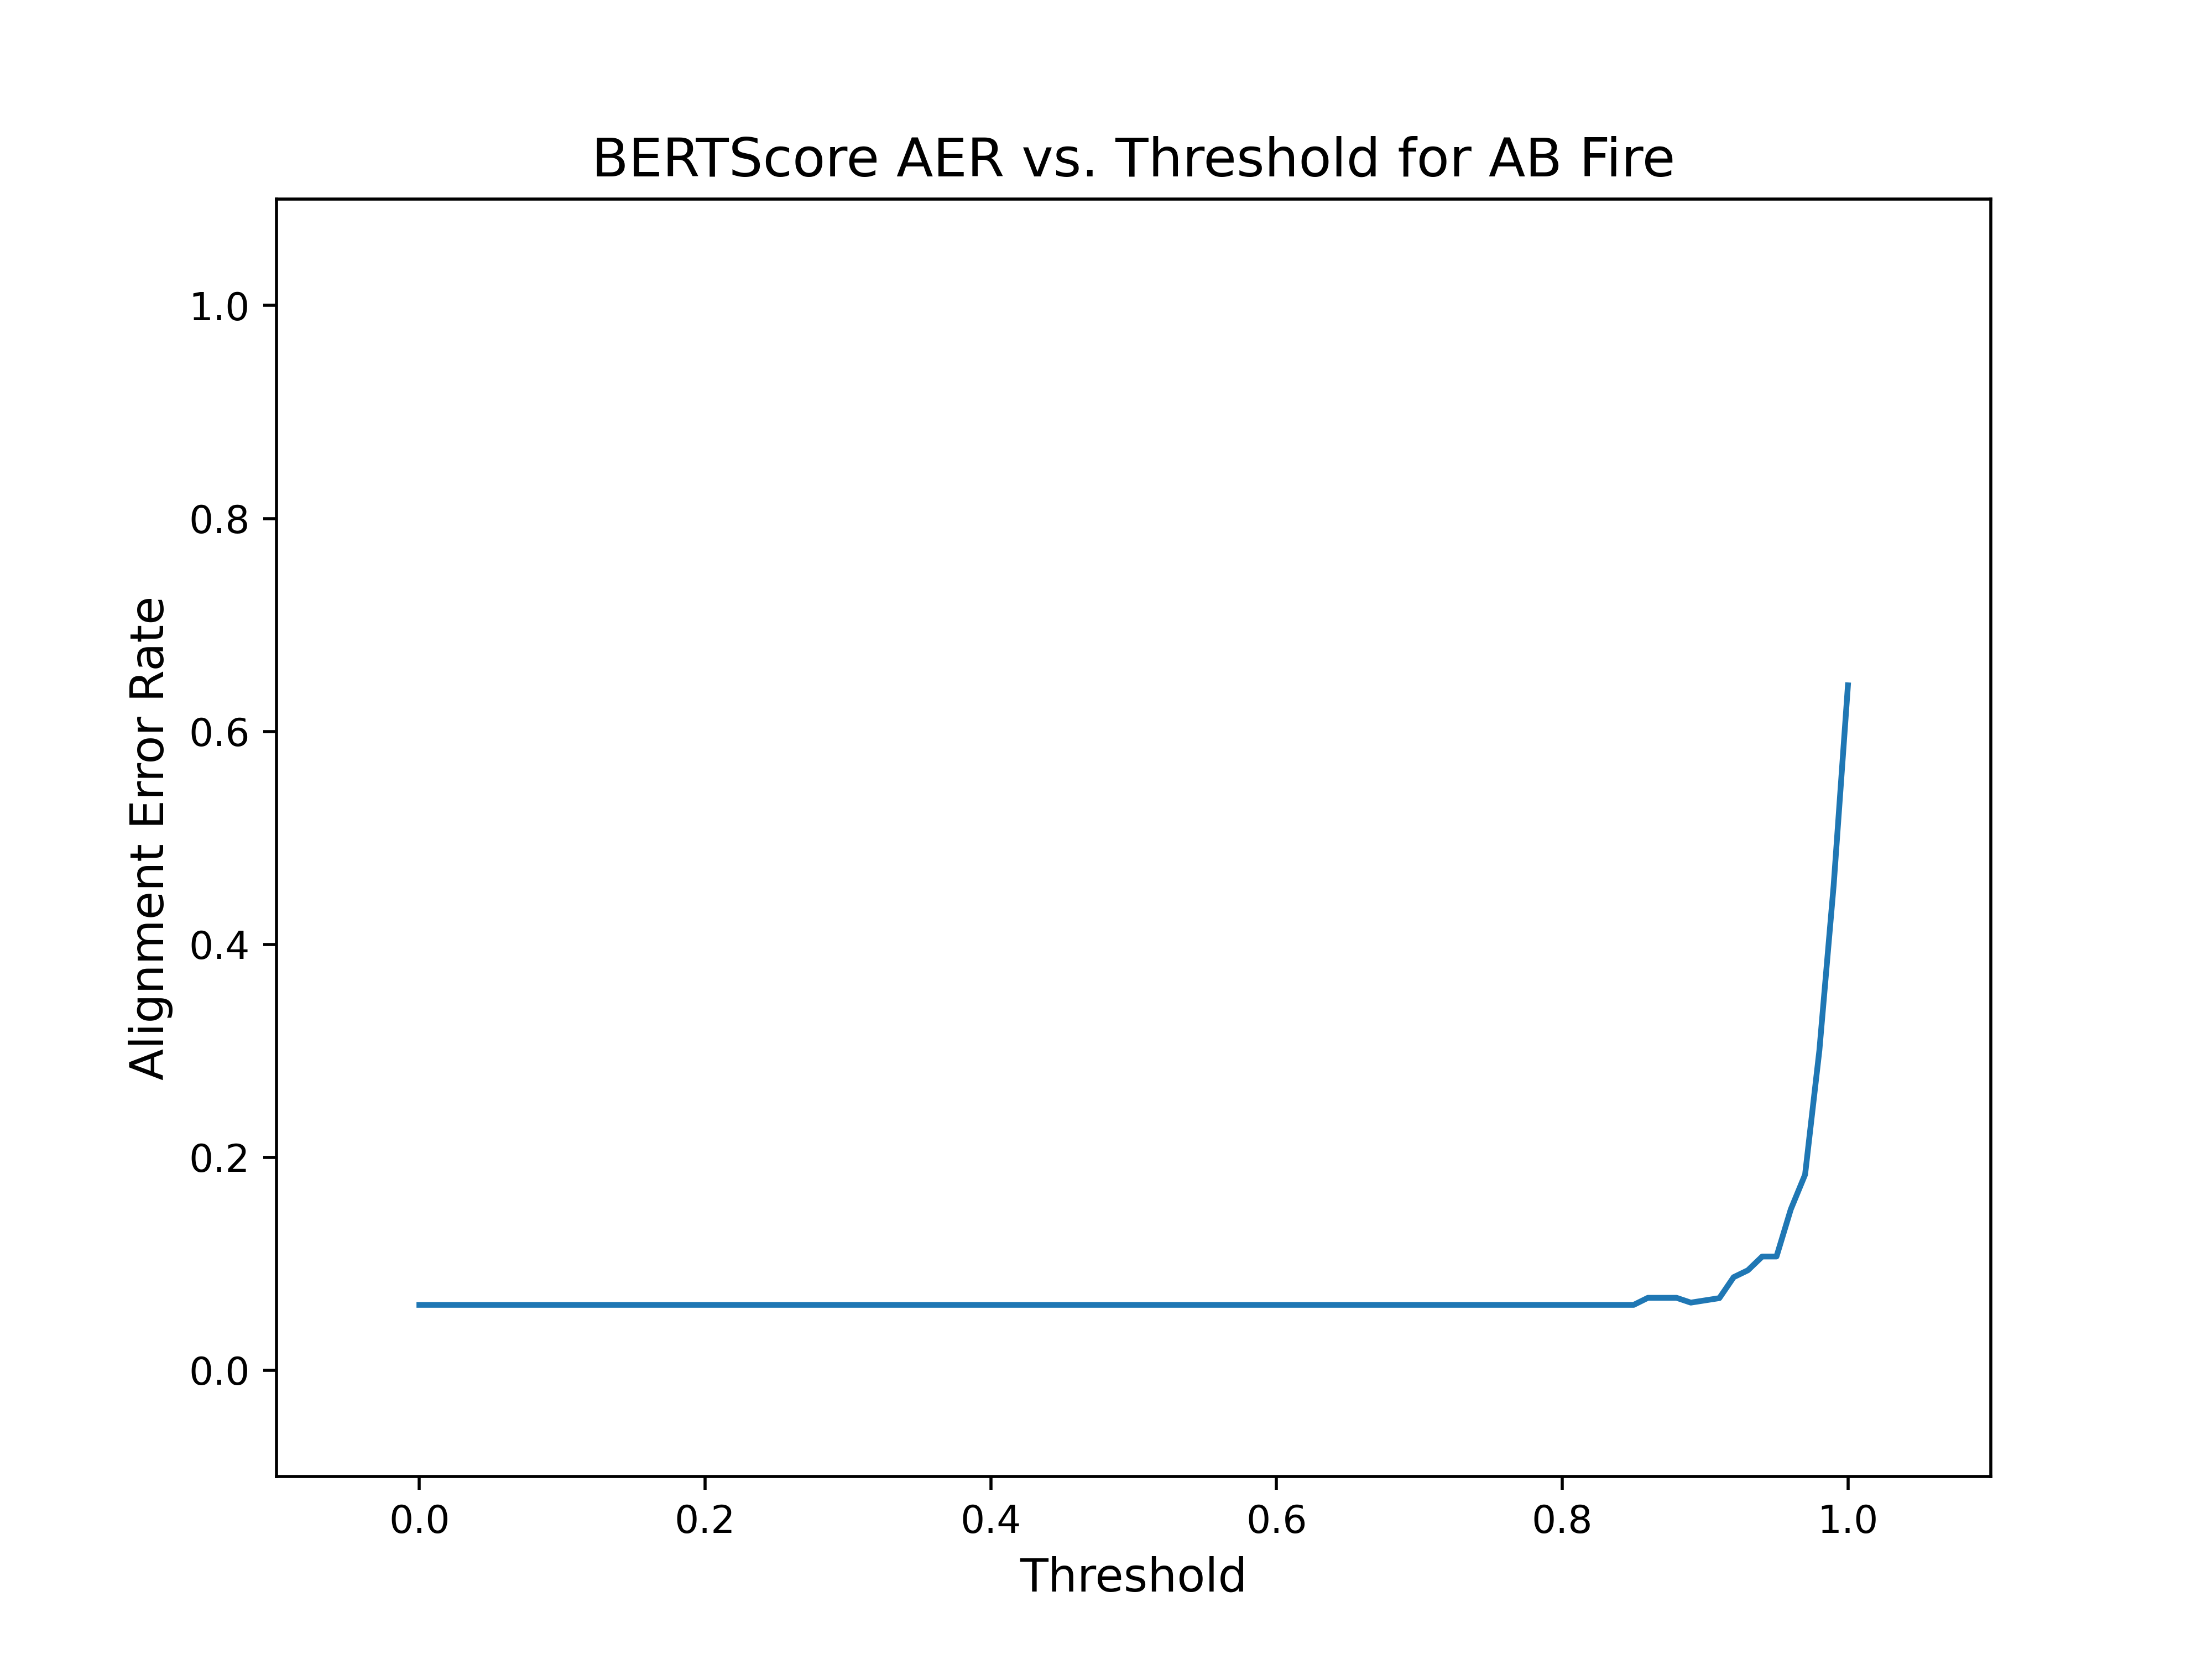 BERTScore AER vs. Threshold for AB Fire
1.0
0.8
0.6
0.4
0.2
0.0
Alignment Error Rate
0.0 0.2 0.4 0.6 0.8 1.0
Threshold